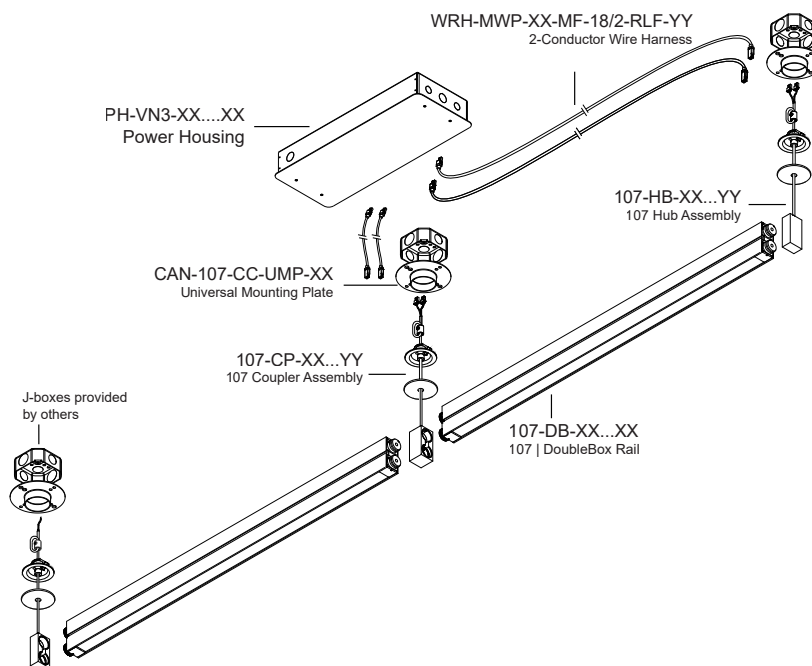 WRH-MWP-XX-MF-18/2-RLF-YY
2-Conductor Wire Harness
PH-VN3-XX....XX
Power Housing
107-HB-XX...YY
107 Hub Assembly
CAN-107-CC-UMP-XX
Universal Mounting Plate
107-CP-XX...YY
107 Coupler Assembly
J-boxes provided
by others
107-DB-XX...XX
107 | DoubleBox Rail